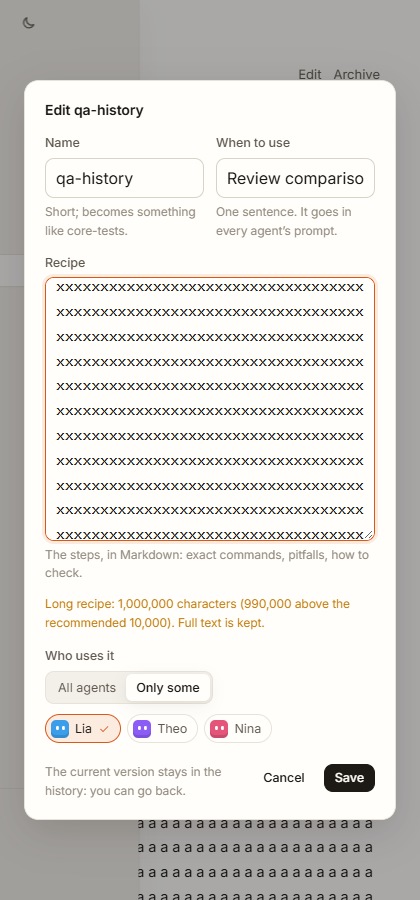 Edit Archive
Edit qa-history
Name
When to use
qa-history
Review compariso
Short; becomes something
like core-tests.
One sentence. It goes in
every agent’s prompt.
Recipe
xxxxxxxxxxxxxxxxxxxxxxxxxxxxxxxxxx
xxxxxxxxxxxxxxxxxxxxxxxxxxxxxxxxxx
xxxxxxxxxxxxxxxxxxxxxxxxxxxxxxxxxx
xxxxxxxxxxxxxxxxxxxxxxxxxxxxxxxxxx
xxxxxxxxxxxxxxxxxxxxxxxxxxxxxxxxxx
xxxxxxxxxxxxxxxxxxxxxxxxxxxxxxxxxx
xxxxxxxxxxxxxxxxxxxxxxxxxxxxxxxxxx
xxxxxxxxxxxxxxxxxxxxxxxxxxxxxxxxxx
xxxxxxxxxxxxxxxxxxxxxxxxxxxxxxxxxx
xxxxxxxxxxxxxxxxxxxxxxxxxxxxxxxxxx
xxxxxxxxxxxxxxxxxxxxxxxxxxxxxxxxxx
The steps, in Markdown: exact commands, pitfalls, how to
check.
Long recipe: 1,000,000 characters (990,000 above the
recommended 10,000). Full text is kept.
Who uses it
All agents Only some
Lia ✓ Theo Nina
The current version stays in the
history: you can go back.
Cancel Save
a a a a a a a a a a a a a a a a a a
a a a a a a a a a a a a a a a a a a
a a a a a a a a a a a a a a a a a a
a a a a a a a a a a a a a a a a a a